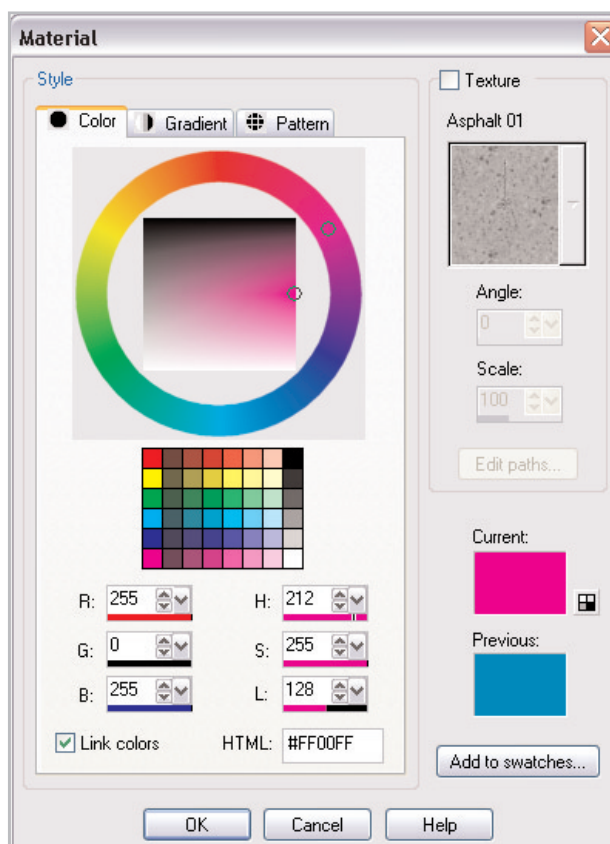 Material
Style
Color Gradient Pattern
R: 255 H: 212
G: 0 S: 255
B: 255 L: 128
Link colors HTML: #FF00FF
Texture
Asphalt 01
Angle:
0
Scale:
100
Edit paths...
Current:
Previous:
Add to swatches...
OK Cancel Help